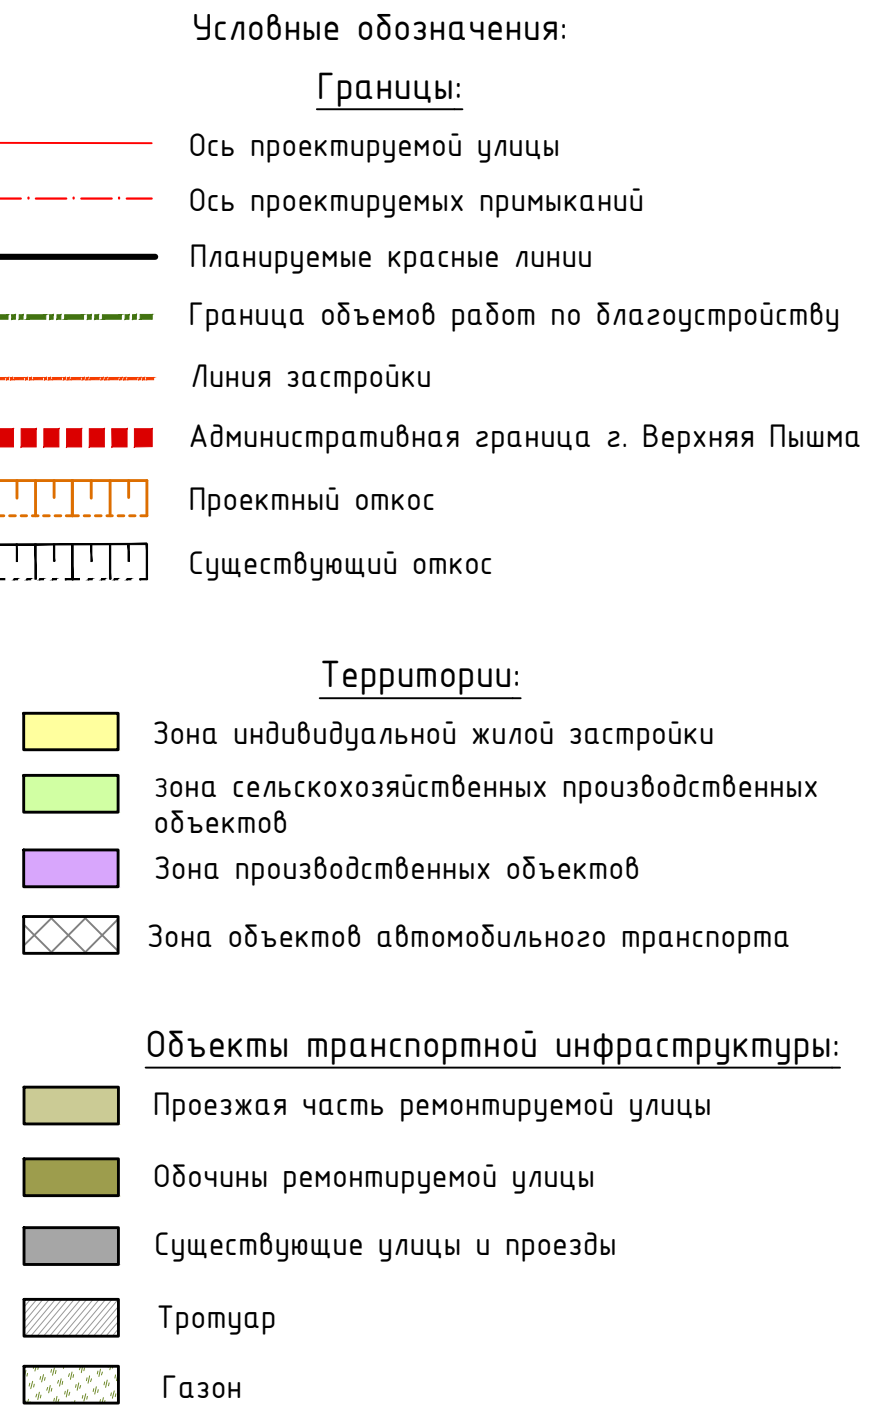 Условные обозначения:
Границы:
Ось проектируемой улицы
Ось проектируемых примыканий
Планируемые красные линии
Граница объемов работ по благоустройству
Линия застройки
Административная граница г. Верхняя Пышма
Проектный откос
Существующий откос
Территории:
Зона индивидуальной жилой застройки
Зона сельскохозяйственных производственных
объектов
Зона производственных объектов
Зона объектов автомобильного транспорта
Объекты транспортной инфраструктуры:
Проезжая часть ремонтируемой улицы
Обочины ремонтируемой улицы
Существующие улицы и проезды
Тротуар
Газон